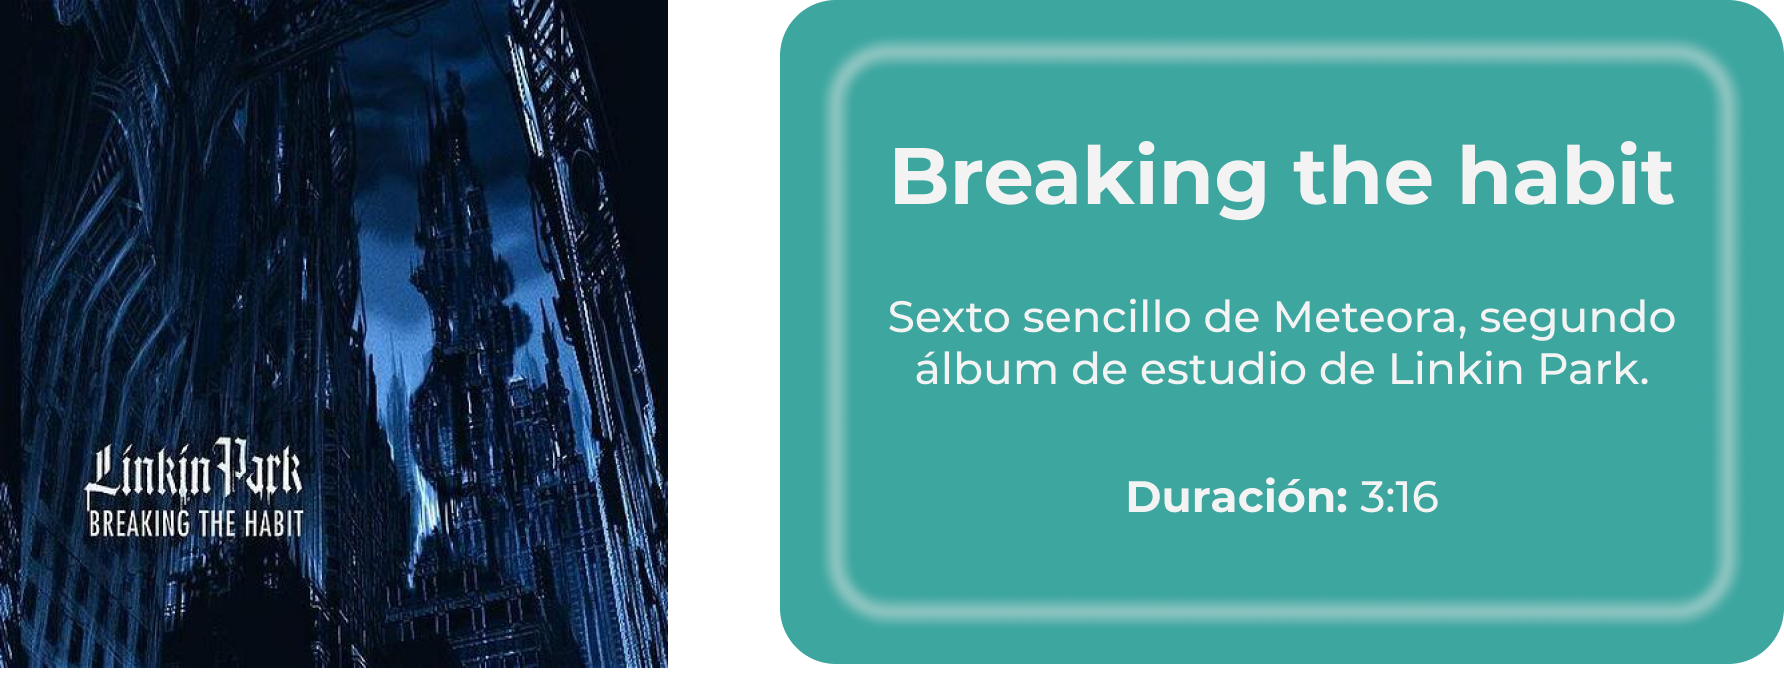 Linkin Park
BREAKING THE HABIT
Breaking the habit
Sexto sencillo de Meteora, segundo
álbum de estudio de Linkin Park.
Duración: 3:16